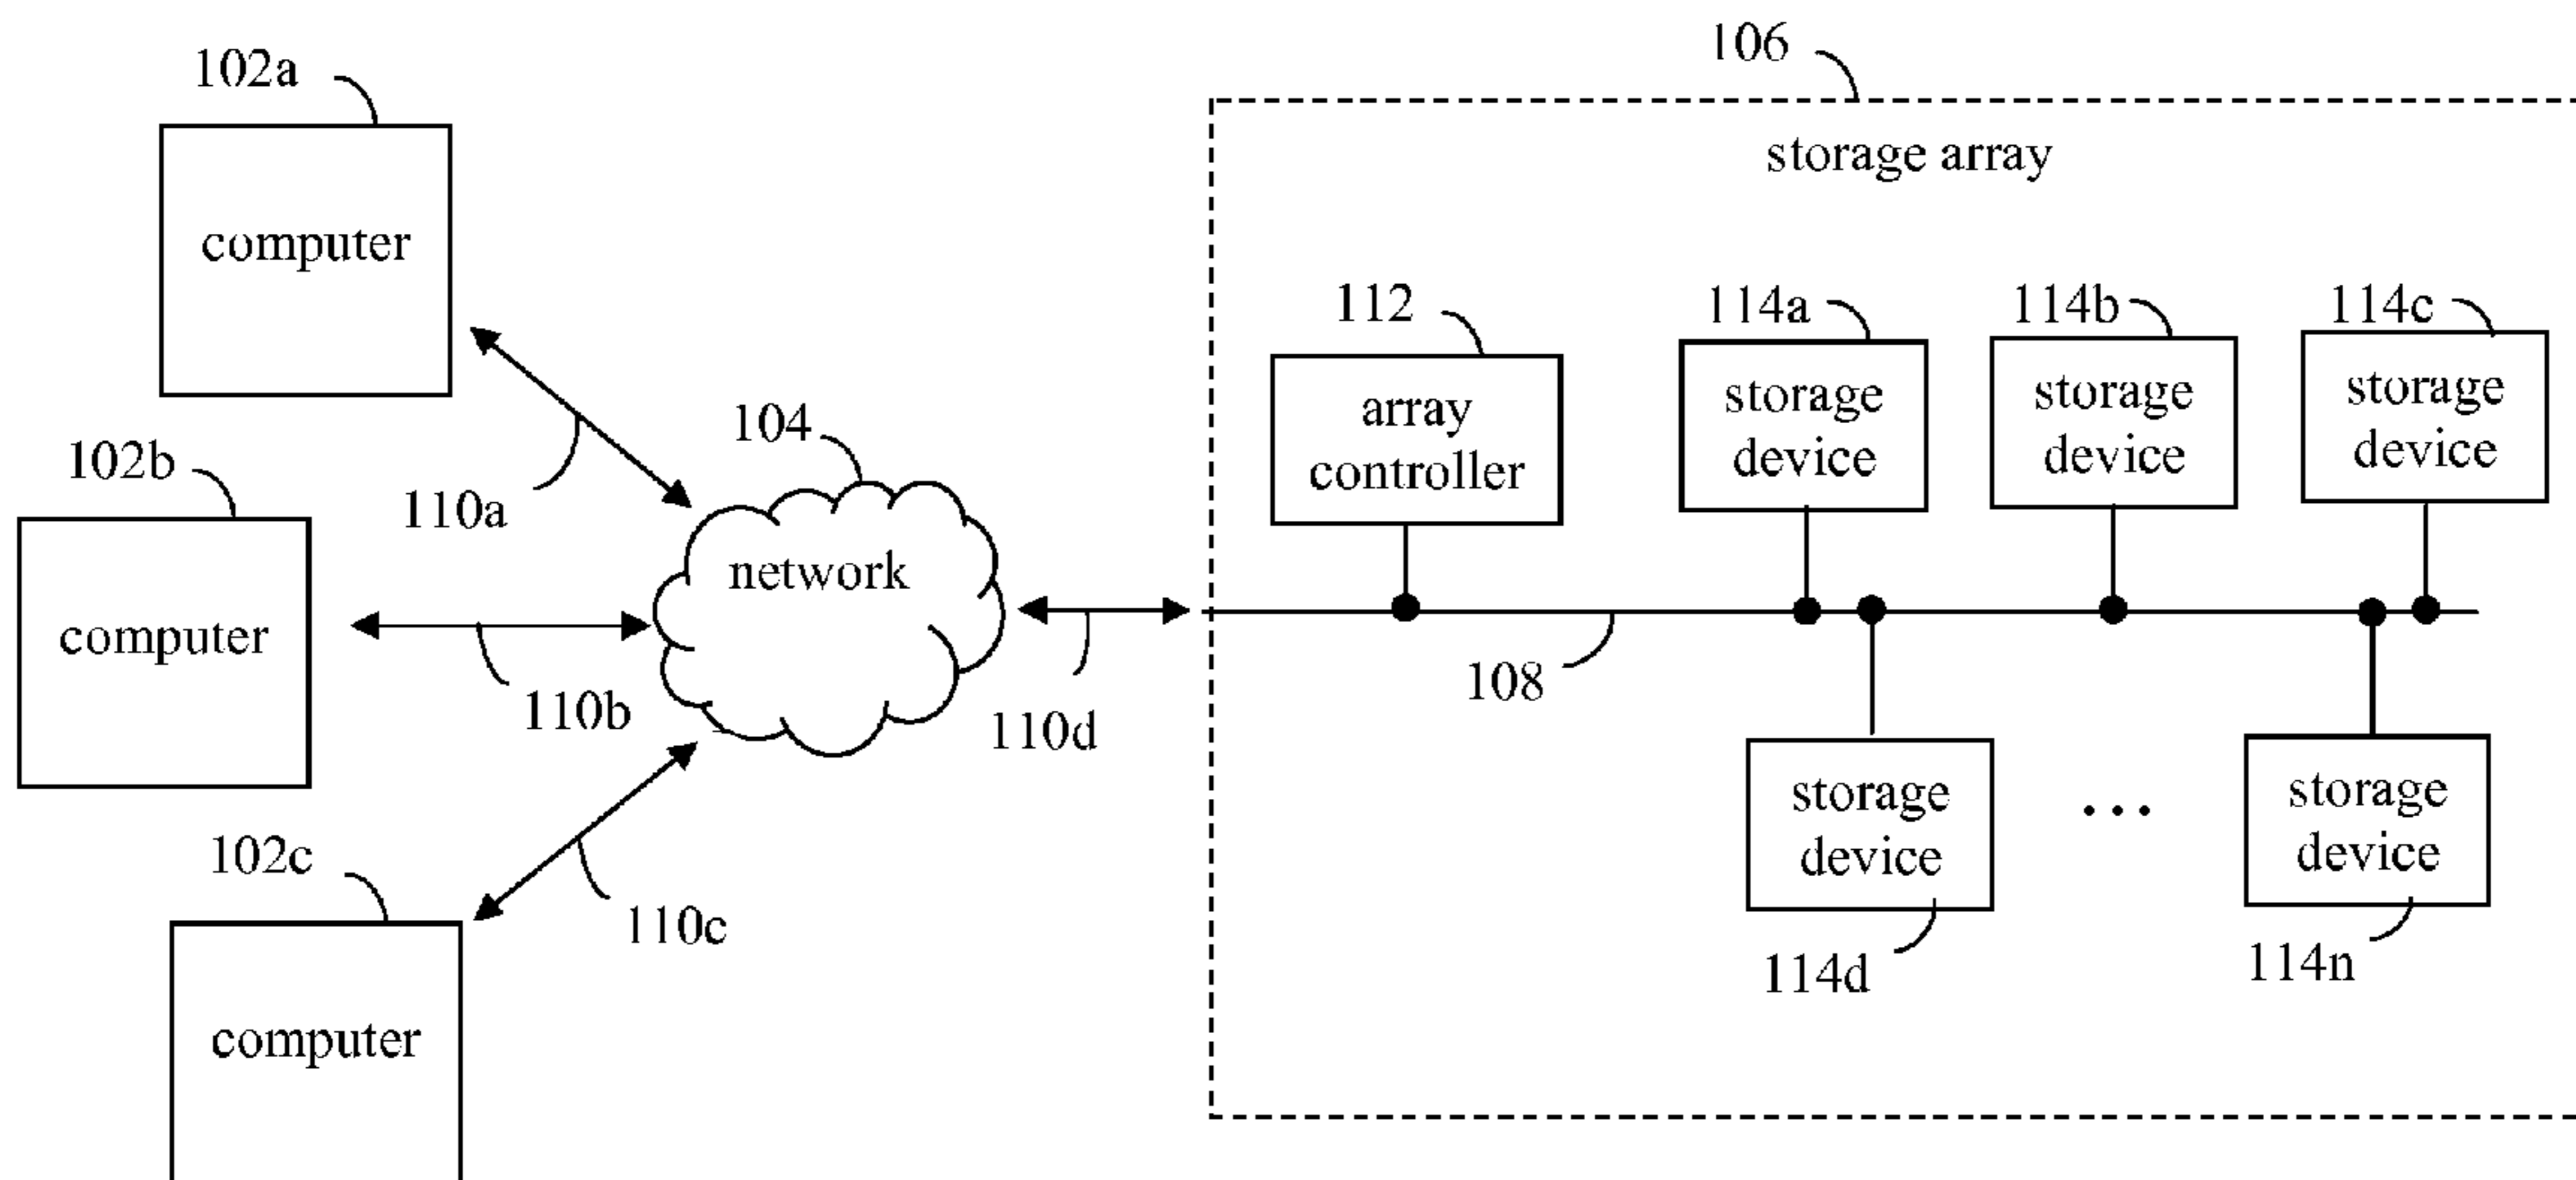 106
102a
storage array
computer
112
114a
114b
114c
array
controller
storage
device
storage
device
storage
device
104
102b
110a
network
computer
110b
110d
108
storage
device
...
storage
device
102c
110c
114d
114n
computer